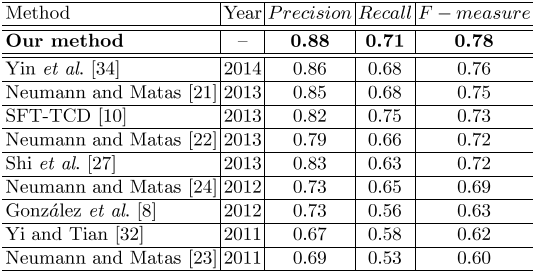 Method Year Precision Recall F − measure
Our method – 0.88 0.71 0.78
Yin et al. [34] 2014 0.86 0.68 0.76
Neumann and Matas [21] 2013 0.85 0.68 0.75
SFT-TCD [10] 2013 0.82 0.75 0.73
Neumann and Matas [22] 2013 0.79 0.66 0.72
Shi et al. [27] 2013 0.83 0.63 0.72
Neumann and Matas [24] 2012 0.73 0.65 0.69
González et al. [8] 2012 0.73 0.56 0.63
Yi and Tian [32] 2011 0.67 0.58 0.62
Neumann and Matas [23] 2011 0.69 0.53 0.60